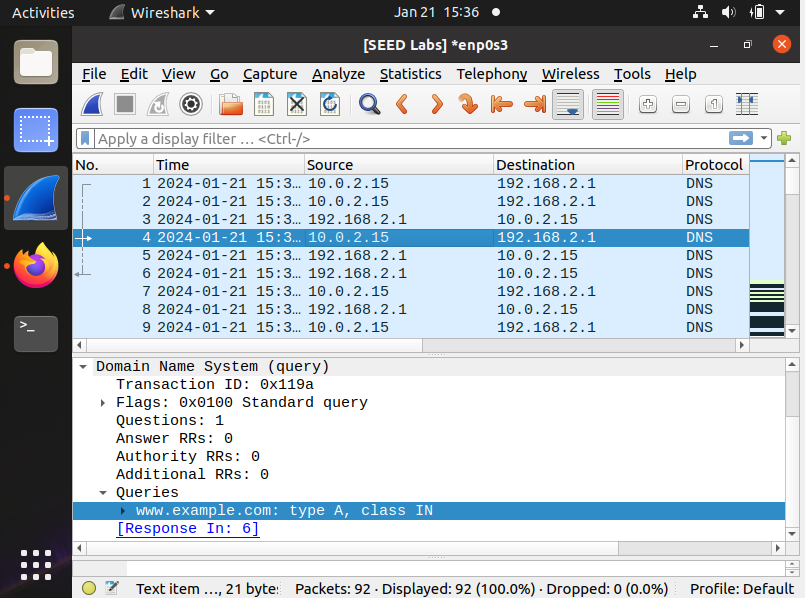 Activities Wireshark Jan 21 15:36
[SEED Labs] *enp0s3
File Edit View Go Capture Analyze Statistics Telephony Wireless Tools Help
Apply a display filter … <Ctrl-/>
No. Time Source Destination Protocol
1 2024-01-21 15:3… 10.0.2.15 192.168.2.1 DNS
2 2024-01-21 15:3… 10.0.2.15 192.168.2.1 DNS
3 2024-01-21 15:3… 192.168.2.1 10.0.2.15 DNS
4 2024-01-21 15:3… 10.0.2.15 192.168.2.1 DNS
5 2024-01-21 15:3… 192.168.2.1 10.0.2.15 DNS
6 2024-01-21 15:3… 192.168.2.1 10.0.2.15 DNS
7 2024-01-21 15:3… 10.0.2.15 192.168.2.1 DNS
8 2024-01-21 15:3… 192.168.2.1 10.0.2.15 DNS
9 2024-01-21 15:3… 10.0.2.15 192.168.2.1 DNS
Domain Name System (query)
Transaction ID: 0x119a
Flags: 0x0100 Standard query
Questions: 1
Answer RRs: 0
Authority RRs: 0
Additional RRs: 0
Queries
www.example.com: type A, class IN
[Response In: 6]
Text item …, 21 byte Packets: 92 · Displayed: 92 (100.0%) · Dropped: 0 (0.0%) Profile: Default